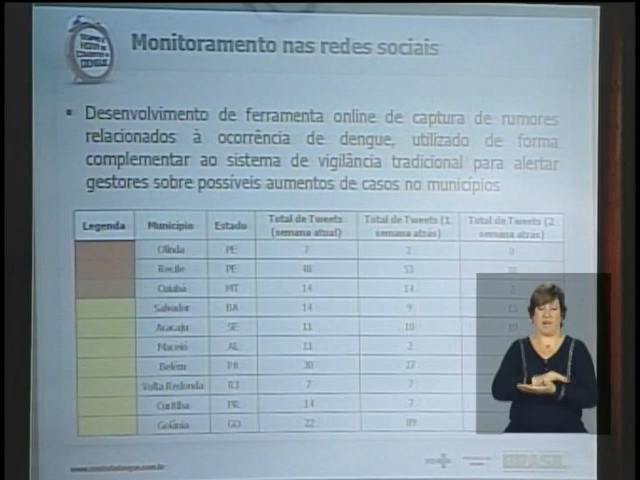 Monitoramento nas redes sociais
Desenvolvimento de ferramenta online de captura de rumores
relacionados à ocorrência de dengue, utilizado de forma
complementar ao sistema de vigilância tradicional para alertar
gestores sobre possíveis aumentos de casos no municípios
Legenda Município Estado Total de Tweets (semana atual) Total de Tweets (1 semana atrás) Total de Tweets (2 semana atrás)
Olinda PE 7 2 0
Recife PE 48 53
Cuiabá MT 14 14
Salvador BA 14 9 15
Aracaju SE 11 10 10
Maceió AL 11 2
Belém PA 30 27
Volta Redonda RJ 7 7
Curitiba PR 14 7
Goiânia GO 22 89
BRASIL